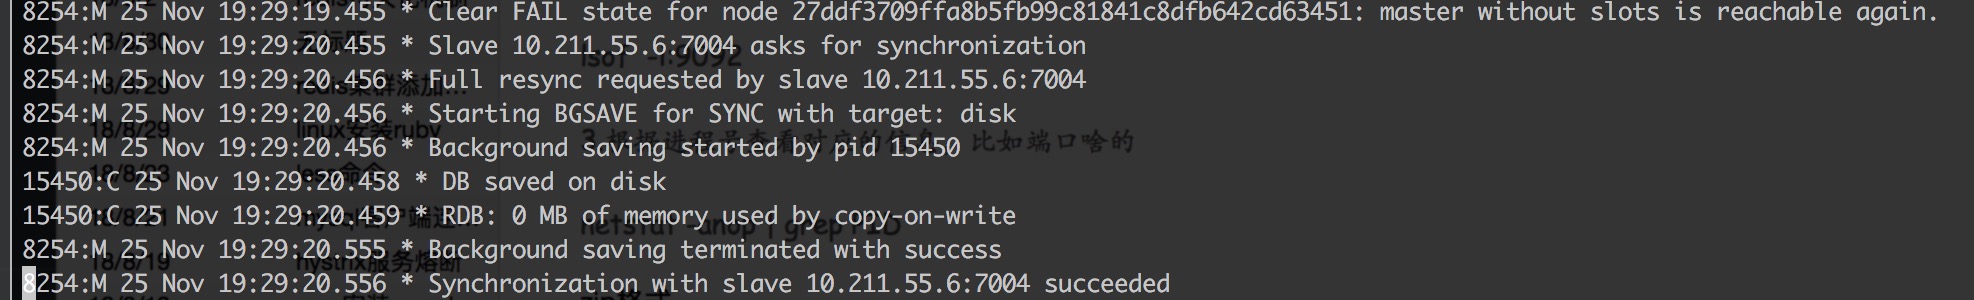 8254:M 25 Nov 19:29:19.455 * Clear FAIL state for node 27ddf3709ffa8b5fb99c81841c8dfb642cd63451: master without slots is reachable again.
8254:M 25 Nov 19:29:20.455 * Slave 10.211.55.6:7004 asks for synchronization
8254:M 25 Nov 19:29:20.456 * Full resync requested by slave 10.211.55.6:7004
8254:M 25 Nov 19:29:20.456 * Starting BGSAVE for SYNC with target: disk
8254:M 25 Nov 19:29:20.456 * Background saving started by pid 15450
15450:C 25 Nov 19:29:20.458 * DB saved on disk
15450:C 25 Nov 19:29:20.459 * RDB: 0 MB of memory used by copy-on-write
8254:M 25 Nov 19:29:20.555 * Background saving terminated with success
8254:M 25 Nov 19:29:20.556 * Synchronization with slave 10.211.55.6:7004 succeeded